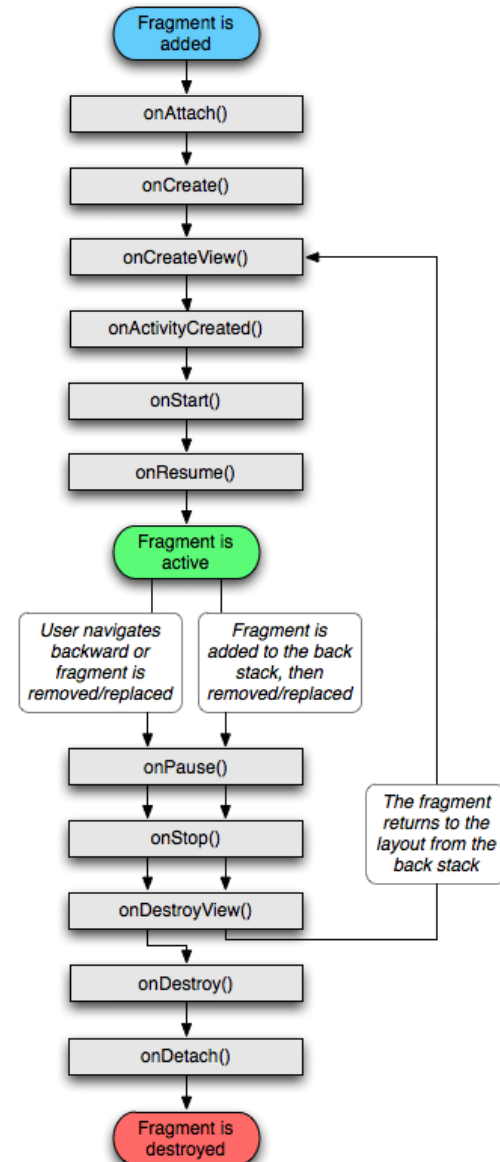 Fragment is
added
onAttach()
onCreate()
onCreateView()
onActivityCreated()
onStart()
onResume()
Fragment is
active
User navigates
backward or
fragment is
removed/replaced
Fragment is
added to the back
stack, then
removed/replaced
onPause()
The fragment
returns to the
layout from the
back stack
onStop()
onDestroyView()
onDestroy()
onDetach()
Fragment is
destroyed